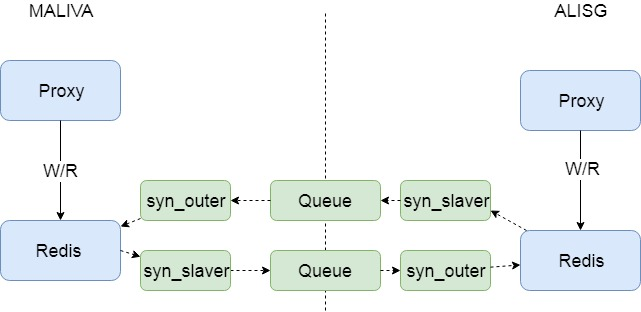 MALIVA
ALISG
Proxy
Proxy
W/R
W/R
syn_outer
Queue
syn_slaver
Redis
Redis
syn_slaver
Queue
syn_outer